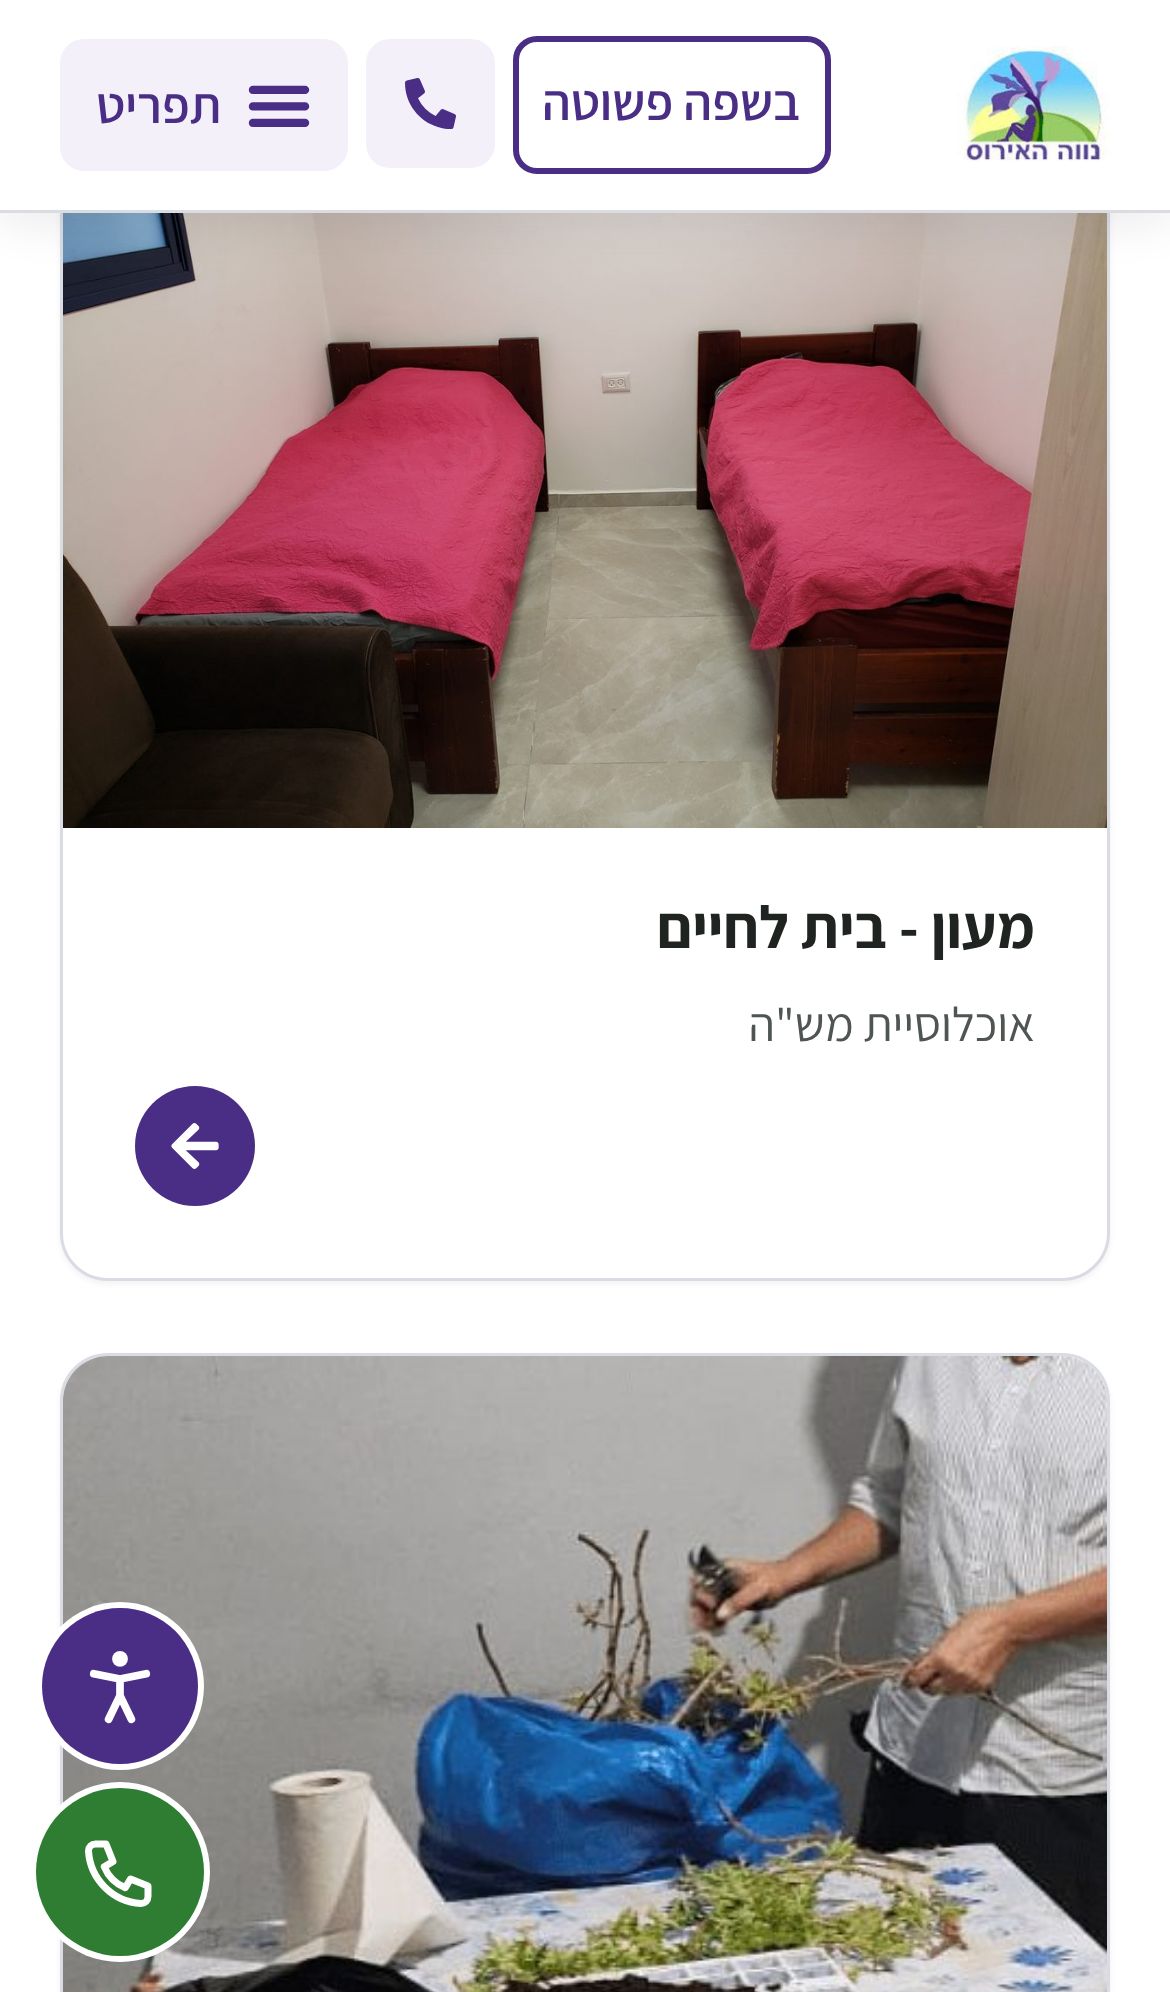 נווה האירוס
בשפה פשוטה
תפריט
מעון - בית לחיים
אוכלוסיית מש"ה